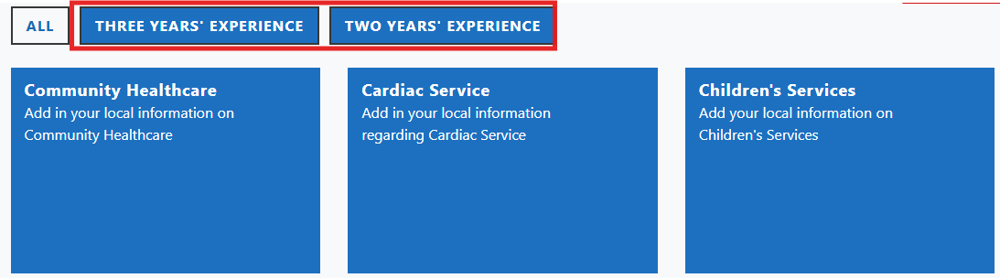 ALL THREE YEARS' EXPERIENCE TWO YEARS' EXPERIENCE
Community Healthcare
Add in your local information on
Community Healthcare
Cardiac Service
Add in your local information
regarding Cardiac Service
Children's Services
Add your local information on
Children's Services